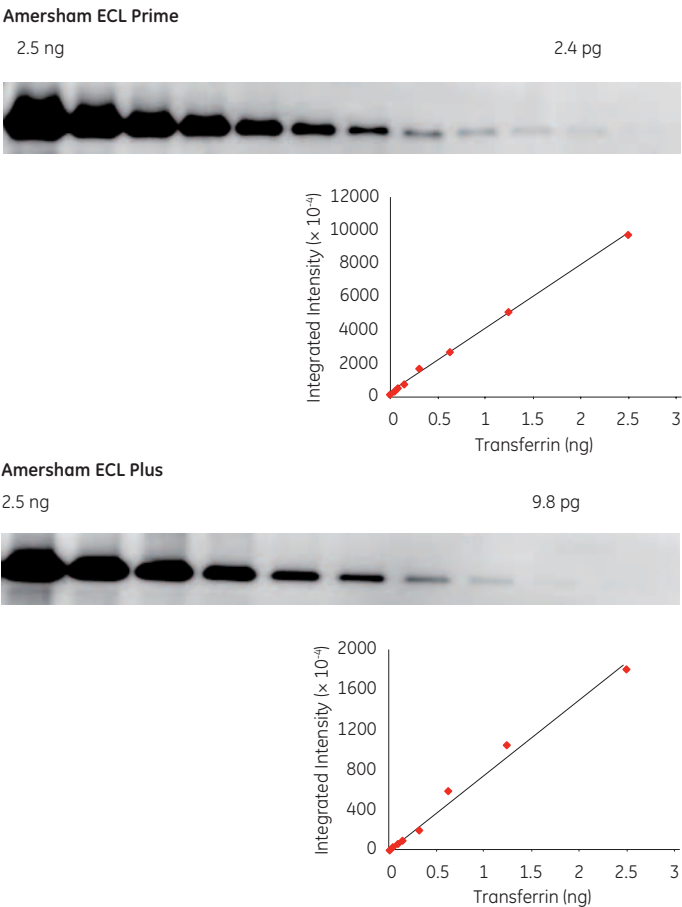 Amersham ECL Prime
2.5 ng 2.4 pg
Integrated Intensity (× 10⁻⁴)
12000
10000
8000
6000
4000
2000
0
0 0.5 1 1.5 2 2.5 3
Transferrin (ng)
Amersham ECL Plus
2.5 ng 9.8 pg
Integrated Intensity (× 10⁻⁴)
2000
1600
1200
800
400
0
0 0.5 1 1.5 2 2.5 3
Transferrin (ng)